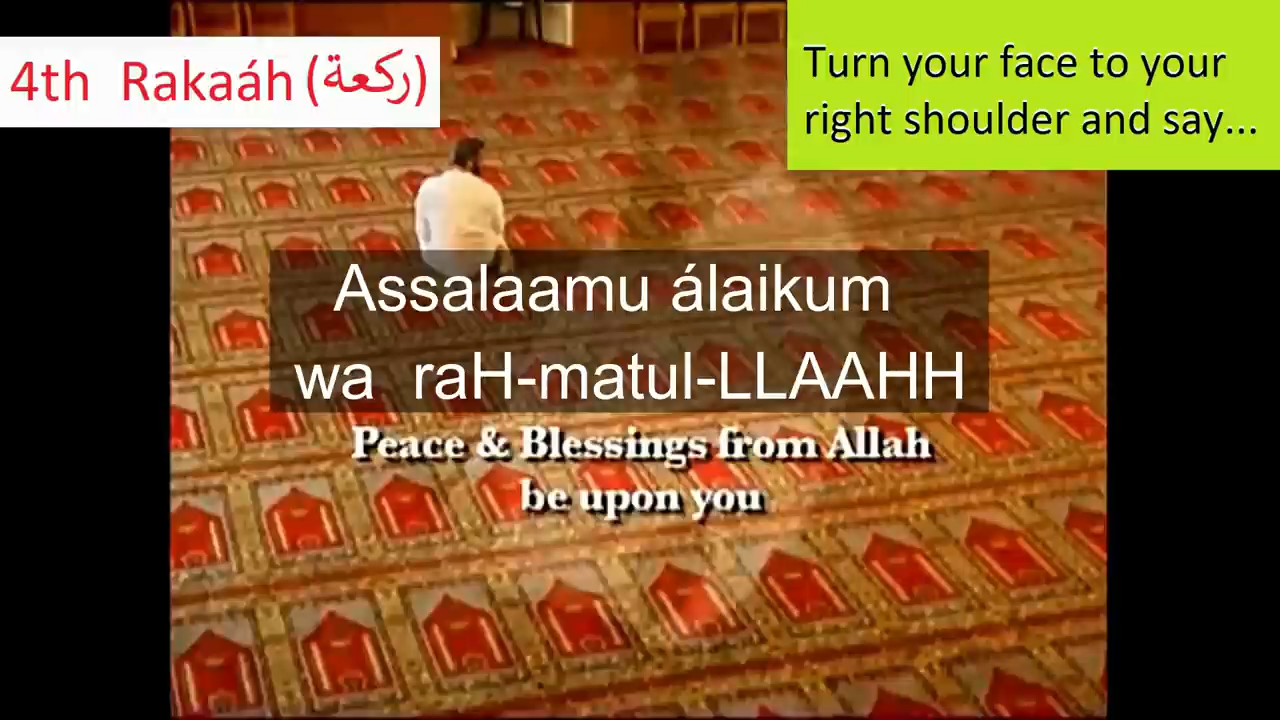 4th Rakaáh (ركعة)
Turn your face to your
right shoulder and say...
Assalaamu álaikum
wa raH-matul-LLAAHH
Peace & Blessings from Allah
be upon you